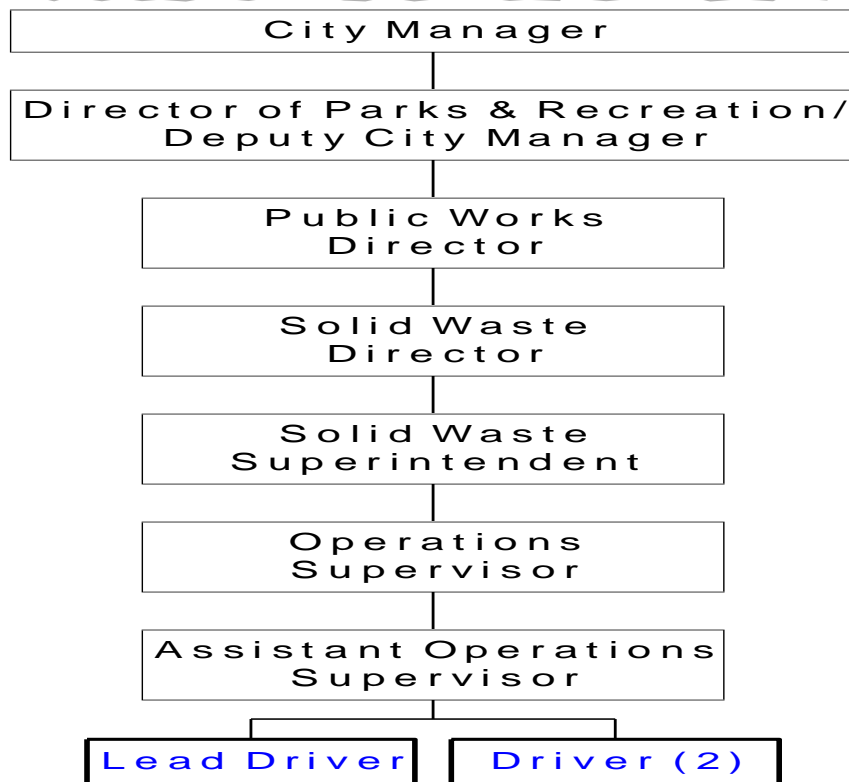 City Manager
Director of Parks & Recreation/
Deputy City Manager
Public Works
Director
Solid Waste
Director
Solid Waste
Superintendent
Operations
Supervisor
Assistant Operations
Supervisor
Lead Driver
Driver (2)